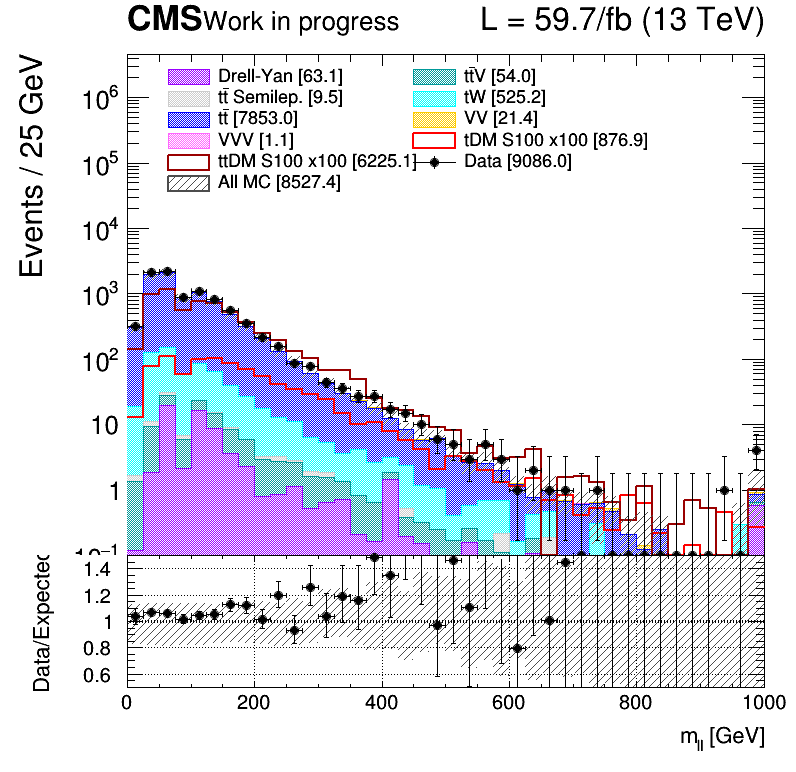 CMS Work in progress L = 59.7/fb (13 TeV)
Events / 25 GeV
Drell-Yan [63.1] tt̄V [54.0]
tt̄ Semilep. [9.5] tW [525.2]
tt̄ [7853.0] VV [21.4]
VVV [1.1] tDM S100 x100 [876.9]
ttDM S100 x100 [6225.1] Data [9086.0]
All MC [8527.4]
10⁶
10⁵
10⁴
10³
10²
10
1
10⁻¹
Data/Expected
1.4
1.2
1
0.8
0.6
0 200 400 600 800 1000
m_ll [GeV]